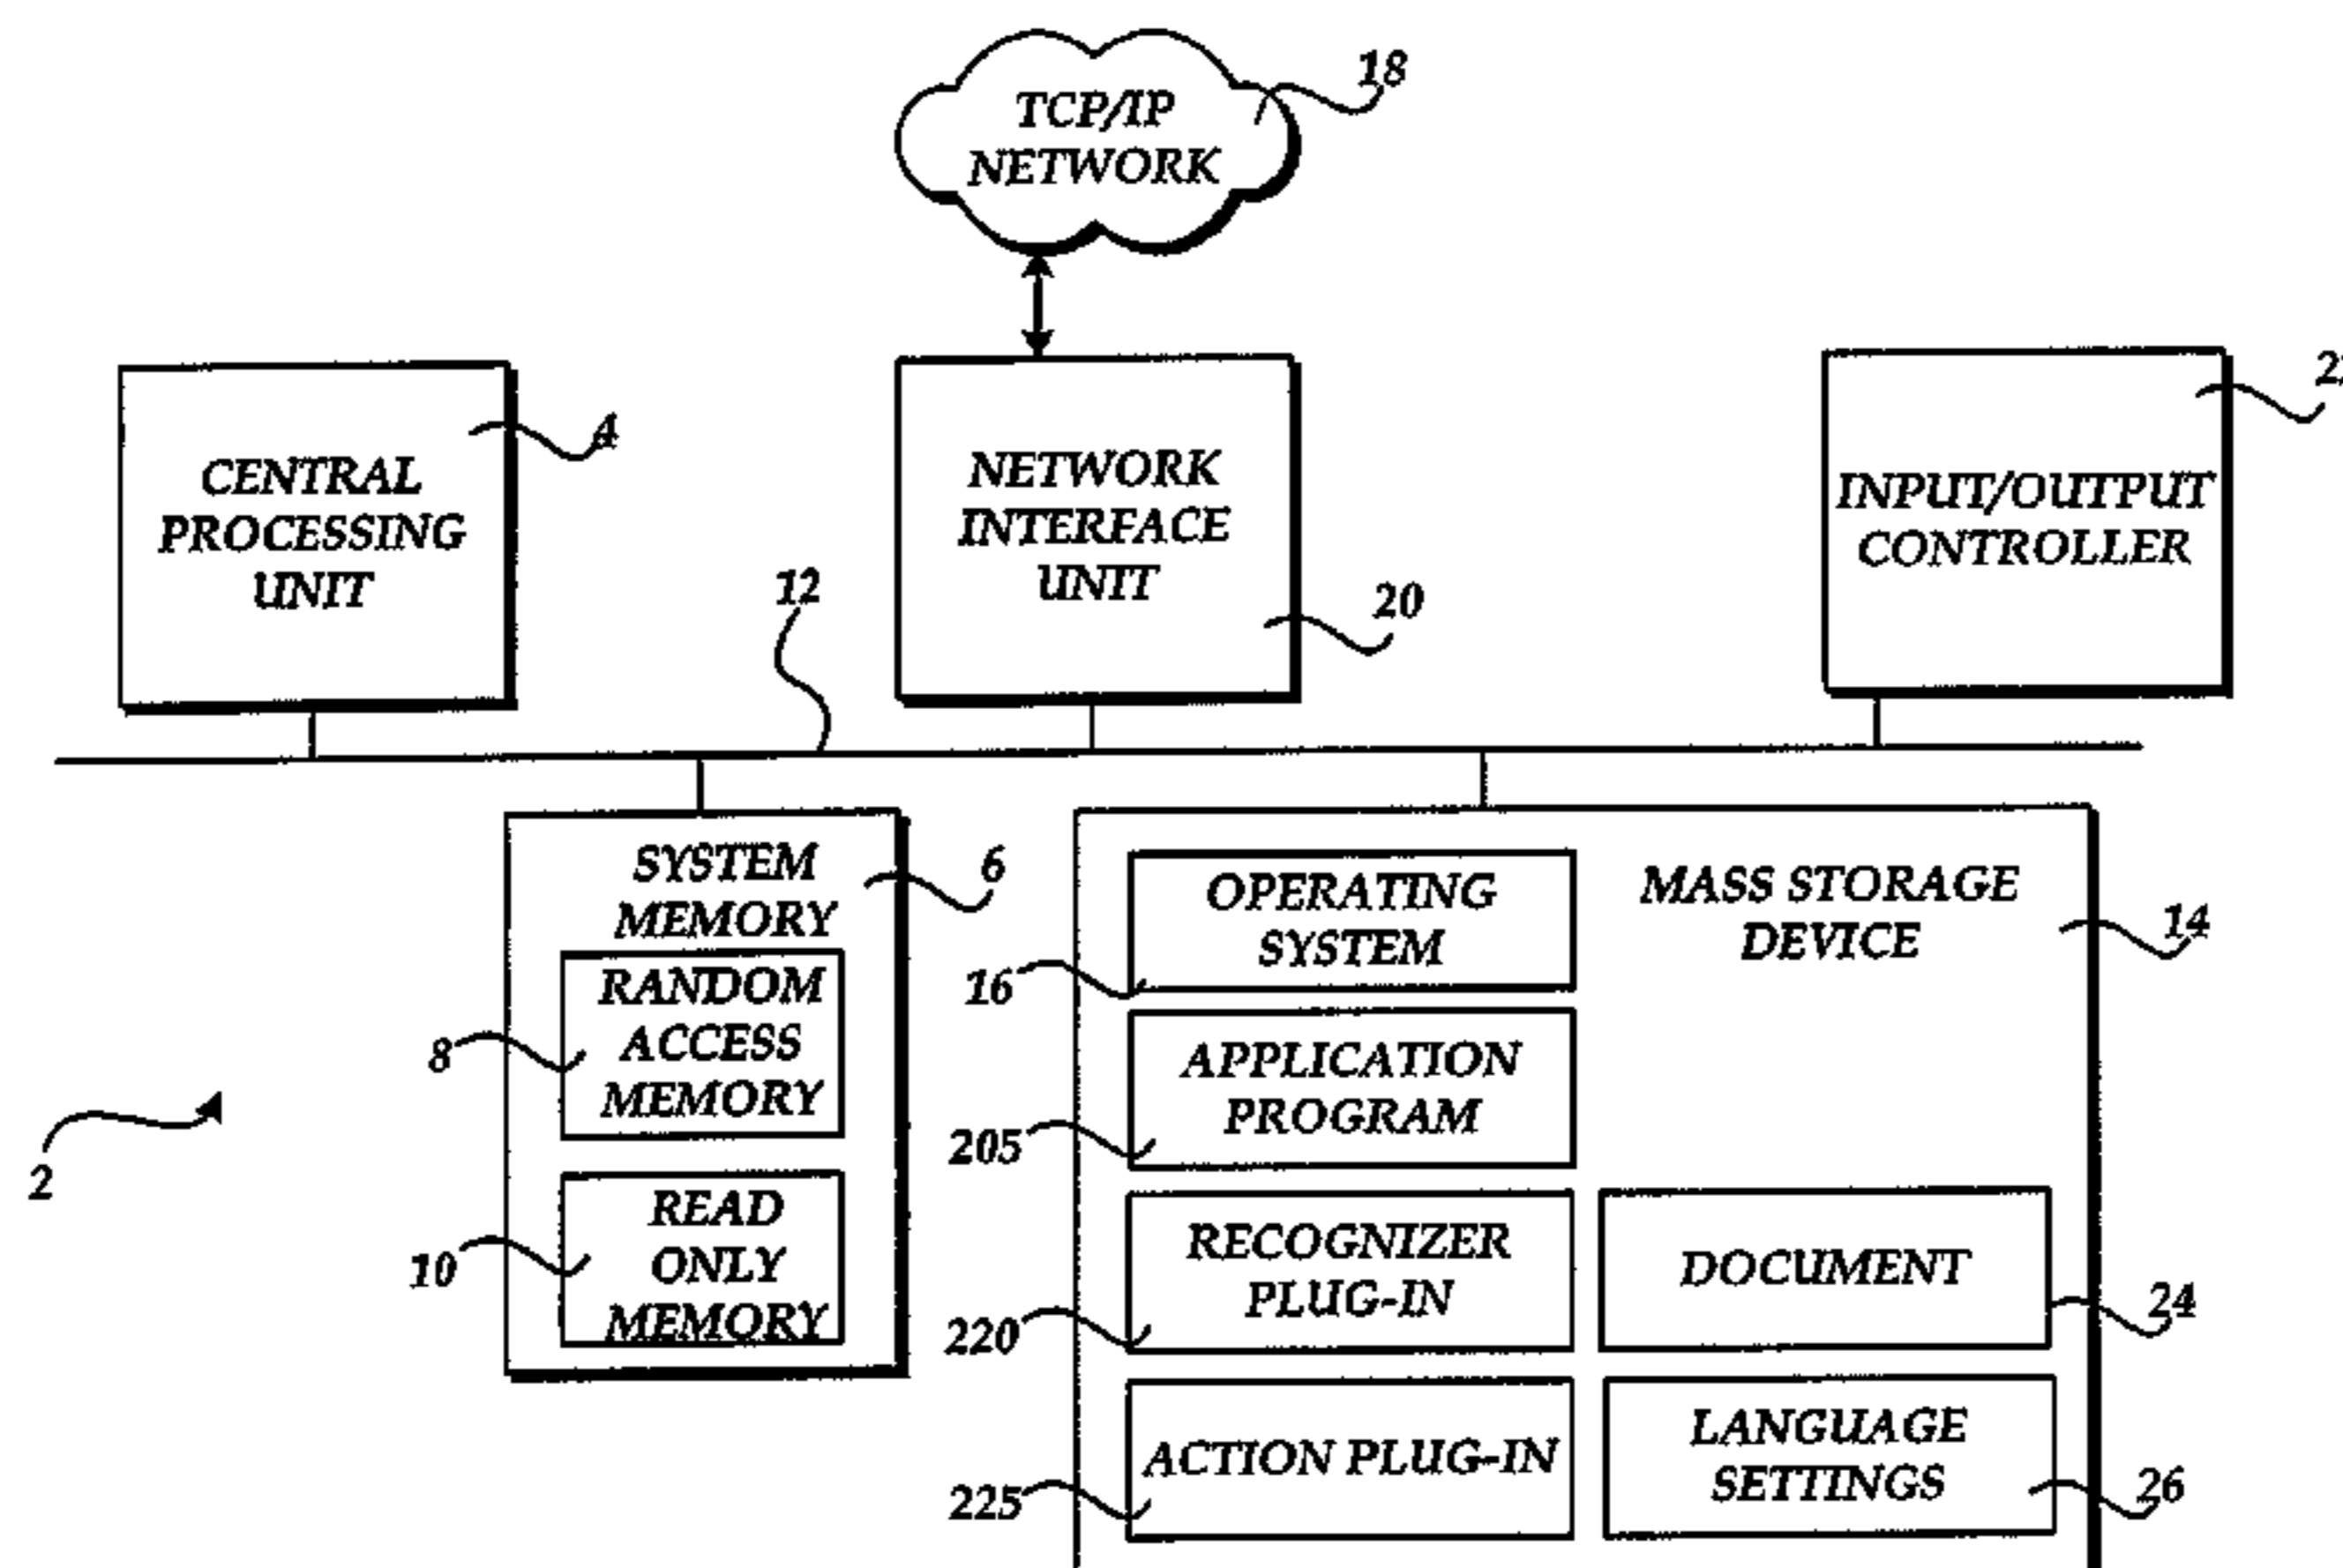 18
TCP/IP
NETWORK
4
CENTRAL
PROCESSING
UNIT
NETWORK
INTERFACE
UNIT
20
INPUT/OUTPUT
CONTROLLER
12
SYSTEM
MEMORY
6
RANDOM
ACCESS
MEMORY
8
READ
ONLY
MEMORY
10
2
MASS STORAGE
DEVICE
14
OPERATING
SYSTEM
16
APPLICATION
PROGRAM
205
RECOGNIZER
PLUG-IN
220
DOCUMENT
24
ACTION PLUG-IN
225
LANGUAGE
SETTINGS
26